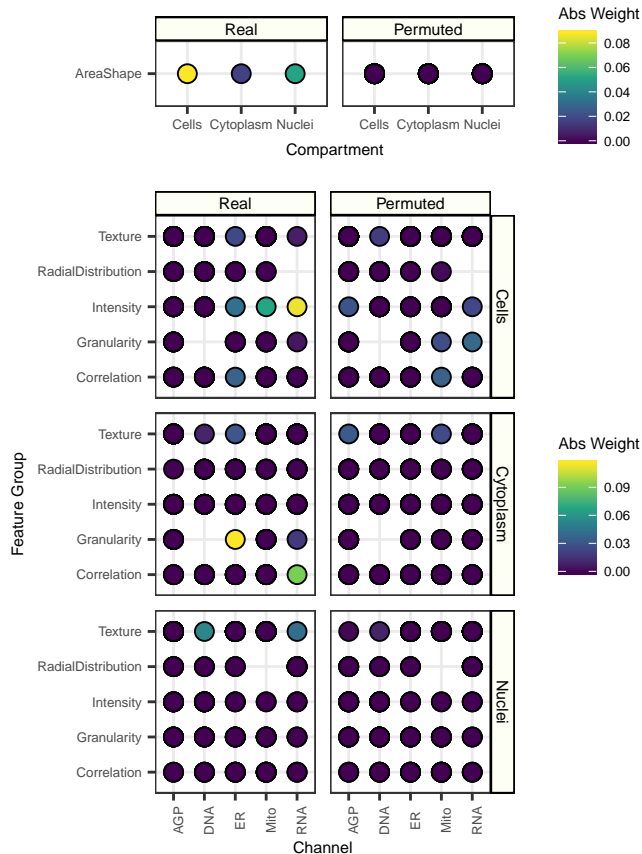 Abs Weight
Real Permuted
0.08
AreaShape
0.06
0.04
0.02
0.00
Cells Cytoplasm Nuclei Cells Cytoplasm Nuclei
Compartment
Real Permuted
Texture
RadialDistribution
Intensity
Granularity
Correlation
Cells
Texture
RadialDistribution
Intensity
Granularity
Correlation
Cytoplasm
Abs Weight
0.09
0.06
0.03
0.00
Feature Group
Texture
RadialDistribution
Intensity
Granularity
Correlation
Nuclei
AGP DNA ER Mito RNA AGP DNA ER Mito RNA
Channel